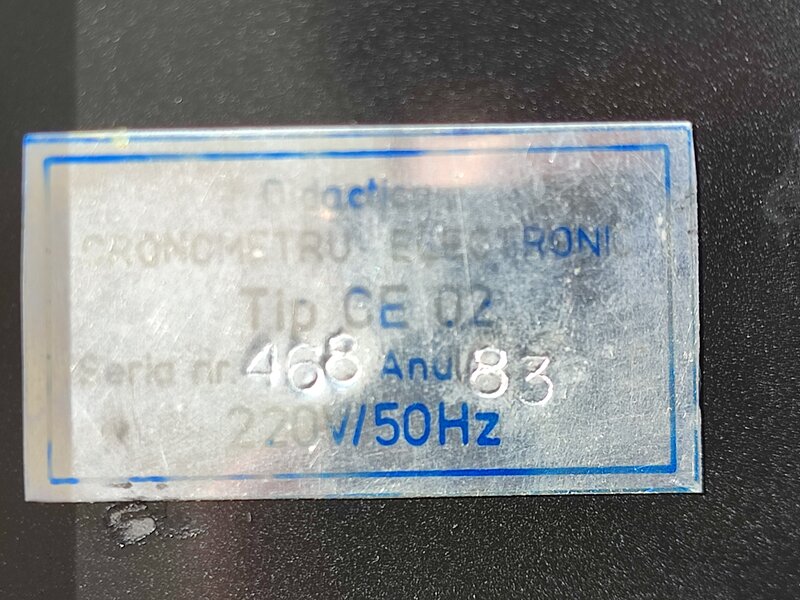 Didactica
CRONOMETRU ELECTRONIC
Tip CE 02
Seria nr. 468 Anul 83
220V/50Hz